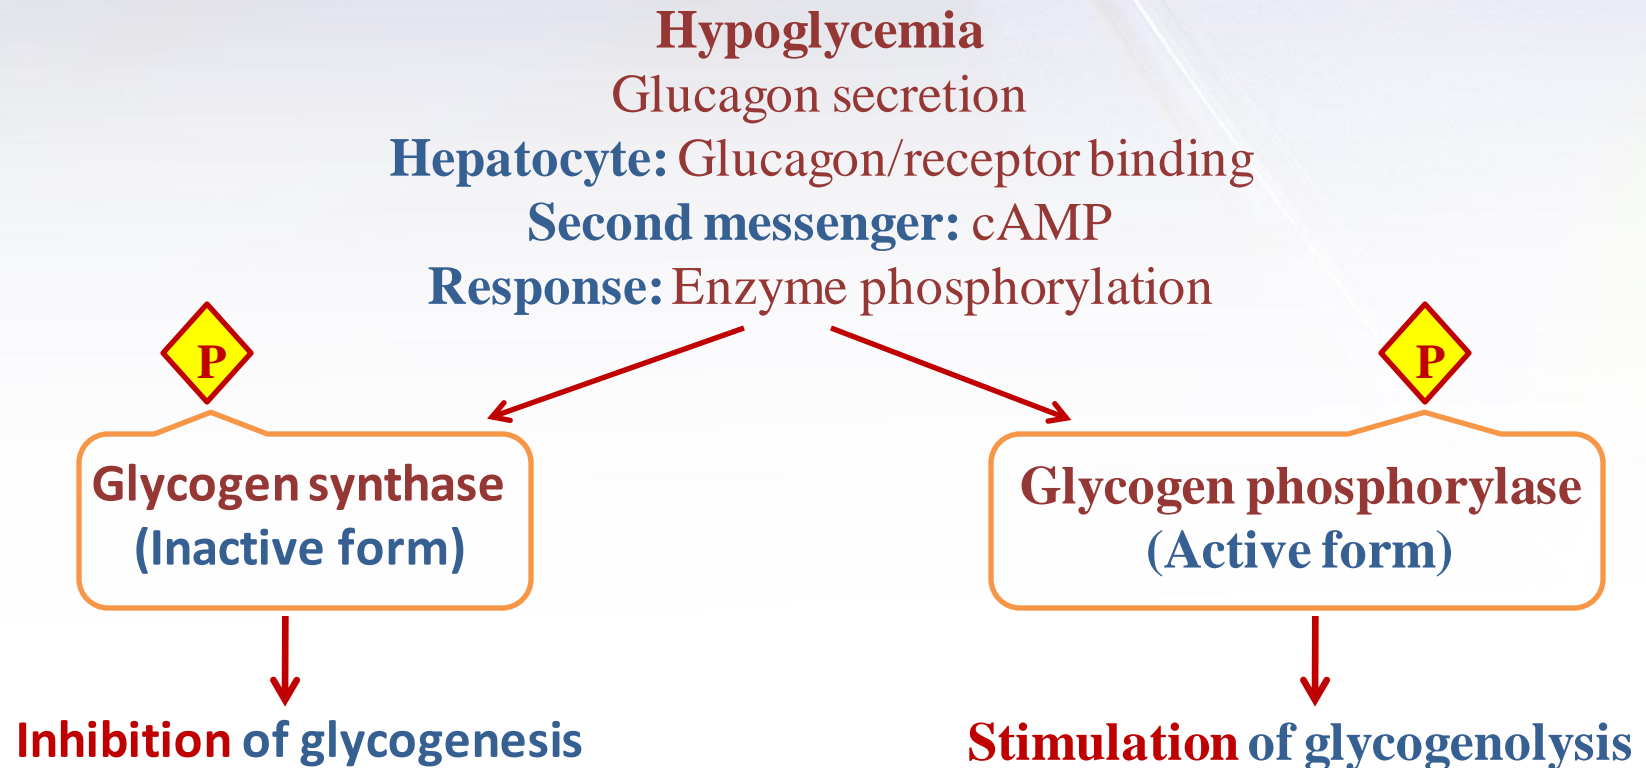 Hypoglycemia
Glucagon secretion
Hepatocyte: Glucagon/receptor binding
Second messenger: cAMP
Response: Enzyme phosphorylation
P
P
Glycogen synthase
(Inactive form)
Glycogen phosphorylase
(Active form)
Inhibition of glycogenesis
Stimulation of glycogenolysis